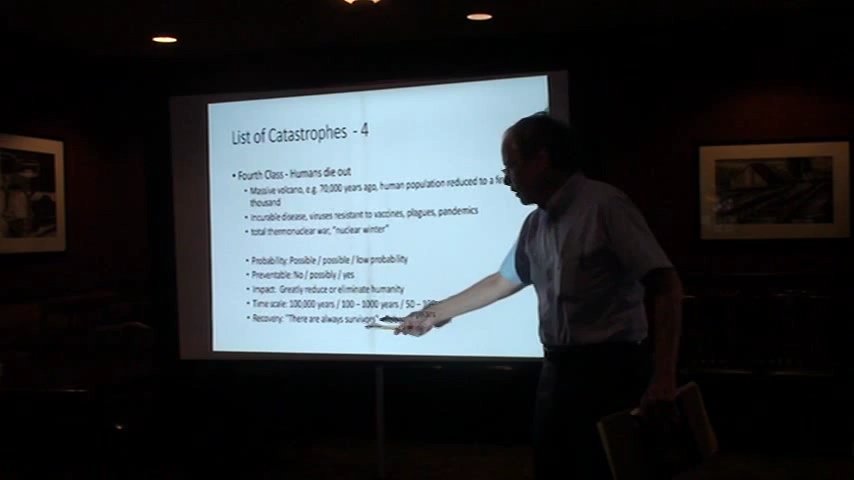 List of Catastrophes - 4
• Fourth Class - Humans die out
• Massive volcano, e.g. 70,000 years ago, human population reduced to a
thousand
• Incurable disease, viruses resistant to vaccines, plagues, pandemics
• total thermonuclear war, "nuclear winter"
• Probability: Possible / possible / low probability
• Preventable: No / possibly / yes
• Impact: Greatly reduce or eliminate humanity
• Time scale: 100,000 years / 100 – 1000 years / 50 –
• Recovery: "There are always survivors"